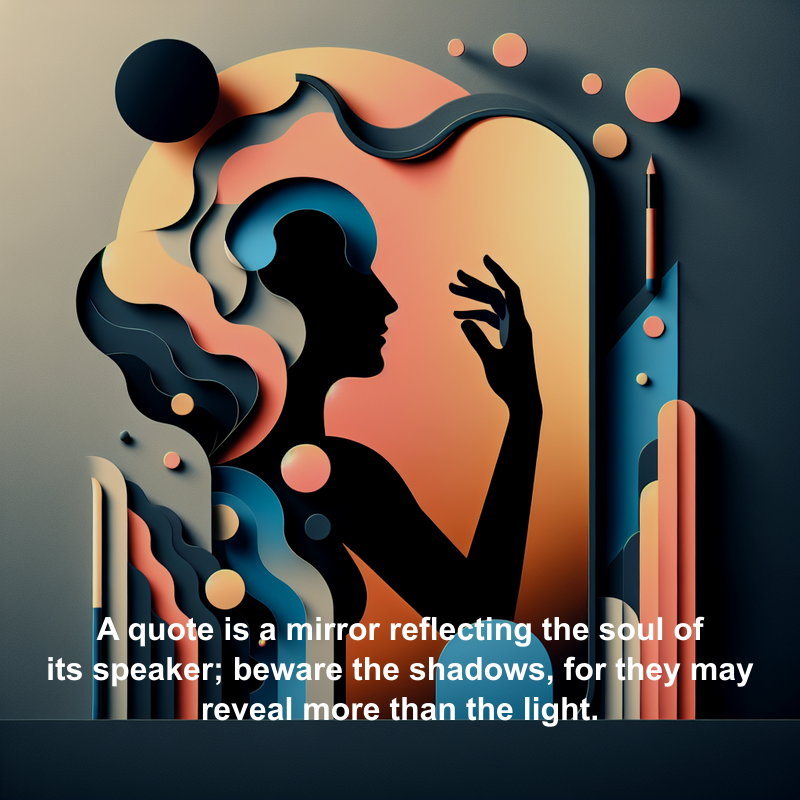 A quote is a mirror reflecting the soul of
its speaker; beware the shadows, for they may
reveal more than the light.